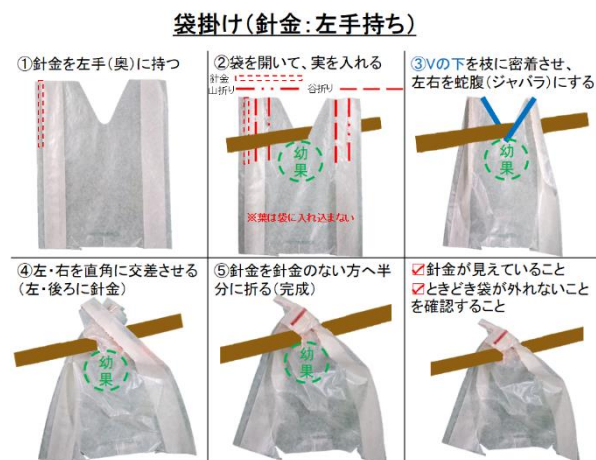 袋掛け(針金:左手持ち)
①針金を左手(奥)に持つ
②袋を開いて、実を入れる
針金
山折り
谷折り
幼
果
※葉は袋に入れ込まない
③Vの下を枝に密着させ、
左右を蛇腹(ジャバラ)にする
幼
果
④左・右を直角に交差させる
(左・後ろに針金)
幼
果
⑤針金を針金のない方へ半
分に折る(完成)
幼
果
☑針金が見えていること
☑ときどき袋が外れないこと
を確認すること
幼
果